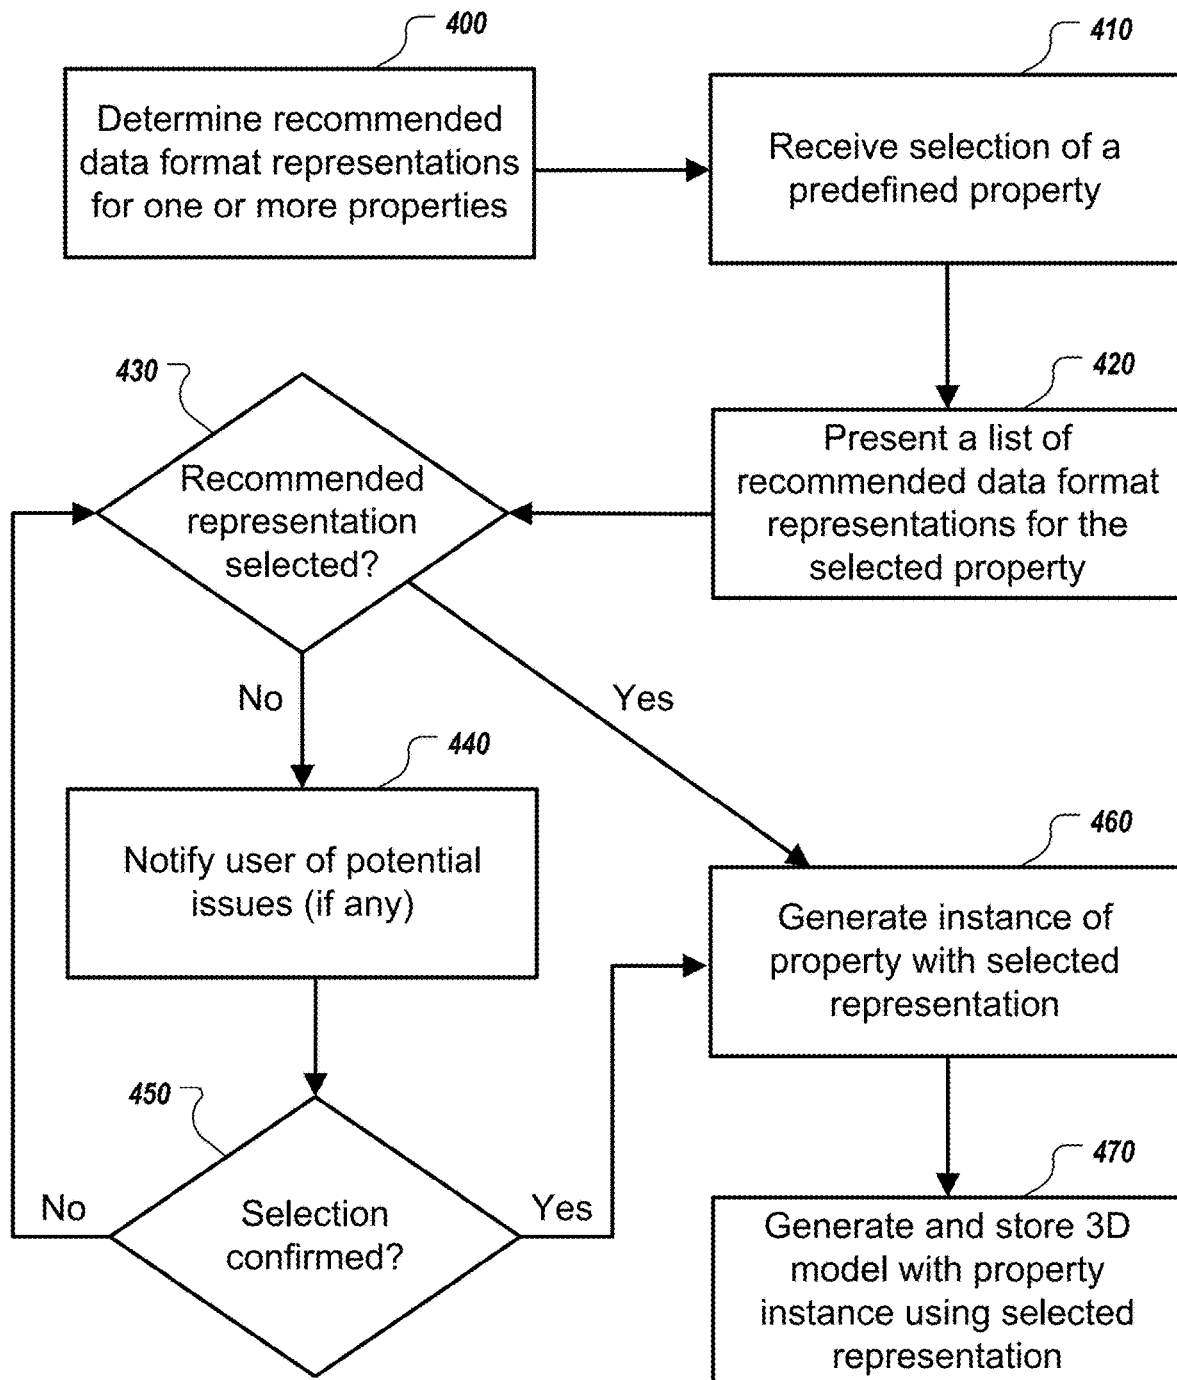 400
Determine recommended
data format representations
for one or more properties
410
Receive selection of a
predefined property
420
Present a list of
recommended data format
representations for the
selected property
430
Recommended
representation
selected?
No
Yes
440
Notify user of potential
issues (if any)
450
Selection
confirmed?
No
Yes
460
Generate instance of
property with selected
representation
470
Generate and store 3D
model with property
instance using selected
representation